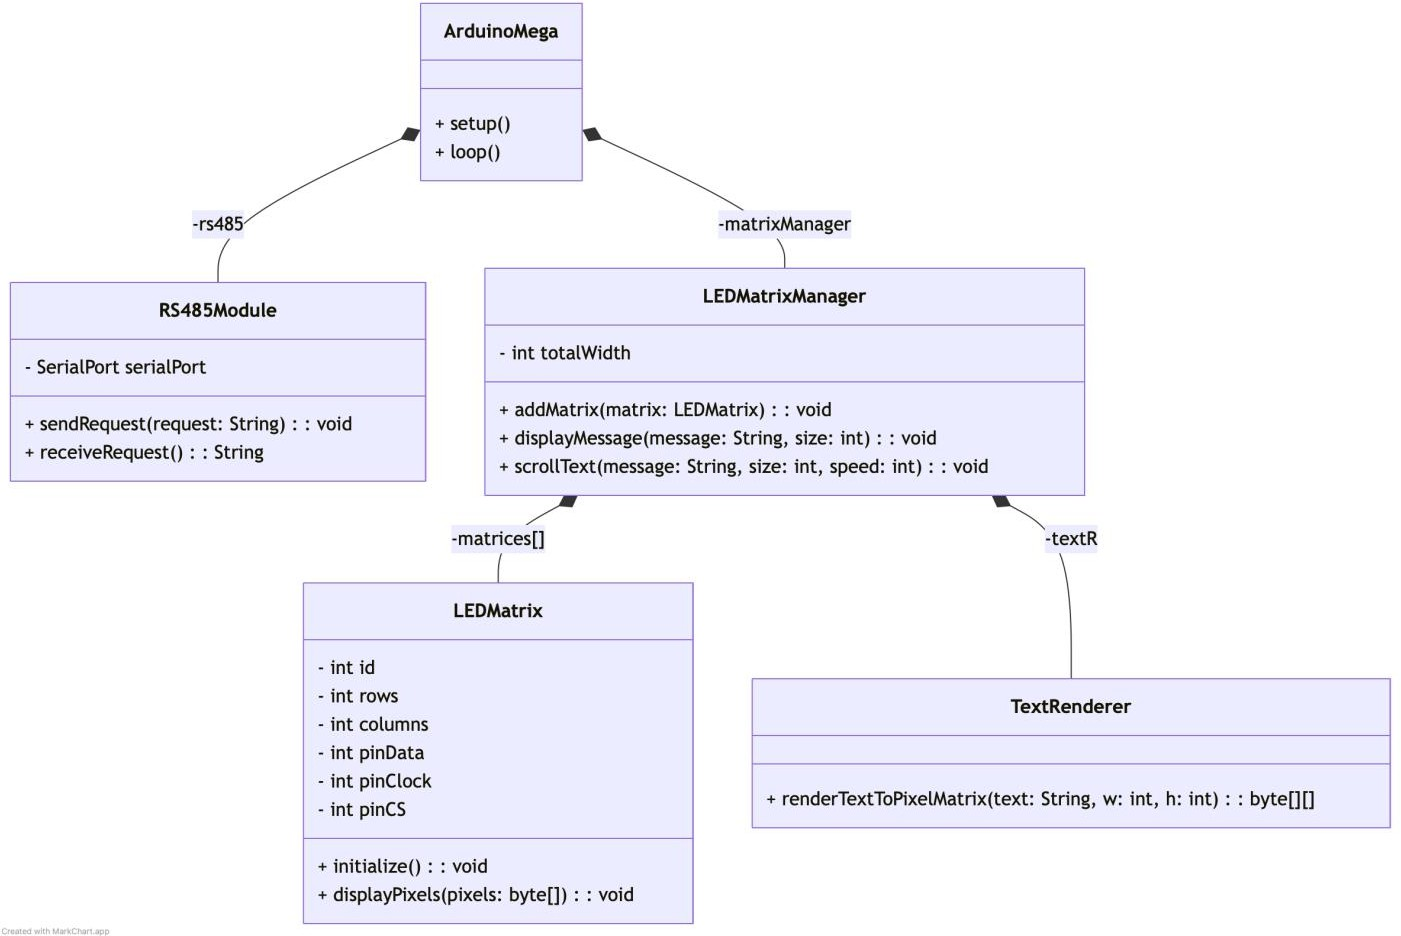 ArduinoMega
+ setup()
+ loop()
-rs485
-matrixManager
RS485Module
- SerialPort serialPort
+ sendRequest(request: String) : : void
+ receiveRequest() : : String
LEDMatrixManager
- int totalWidth
+ addMatrix(matrix: LEDMatrix) : : void
+ displayMessage(message: String, size: int) : : void
+ scrollText(message: String, size: int, speed: int) : : void
-matrices[]
-textR
LEDMatrix
- int id
- int rows
- int columns
- int pinData
- int pinClock
- int pinCS
+ initialize() : : void
+ displayPixels(pixels: byte[]) : : void
TextRenderer
+ renderTextToPixelMatrix(text: String, w: int, h: int) : : byte[][]
Created with MarkChart.app